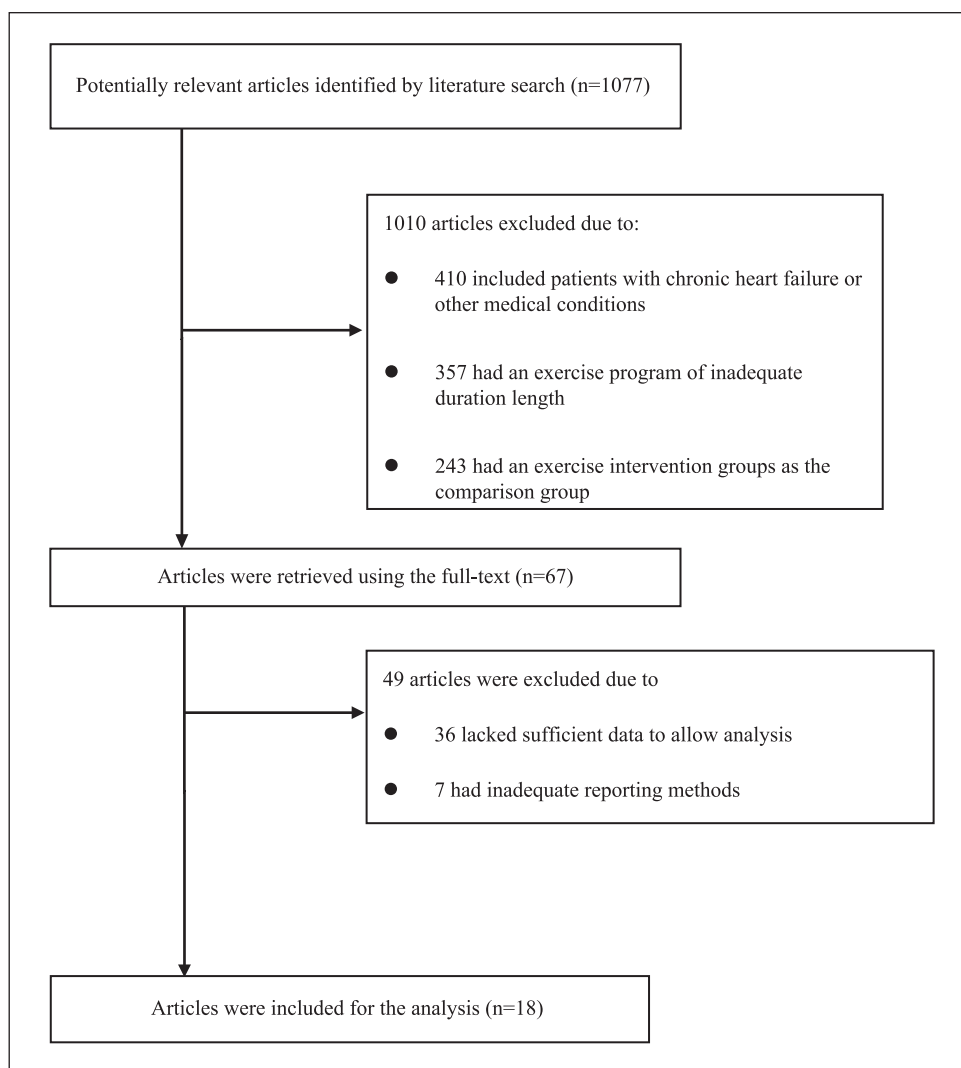 Potentially relevant articles identified by literature search (n=1077)
1010 articles excluded due to:
● 410 included patients with chronic heart failure or
other medical conditions
● 357 had an exercise program of inadequate
duration length
● 243 had an exercise intervention groups as the
comparison group
Articles were retrieved using the full-text (n=67)
49 articles were excluded due to
● 36 lacked sufficient data to allow analysis
● 7 had inadequate reporting methods
Articles were included for the analysis (n=18)